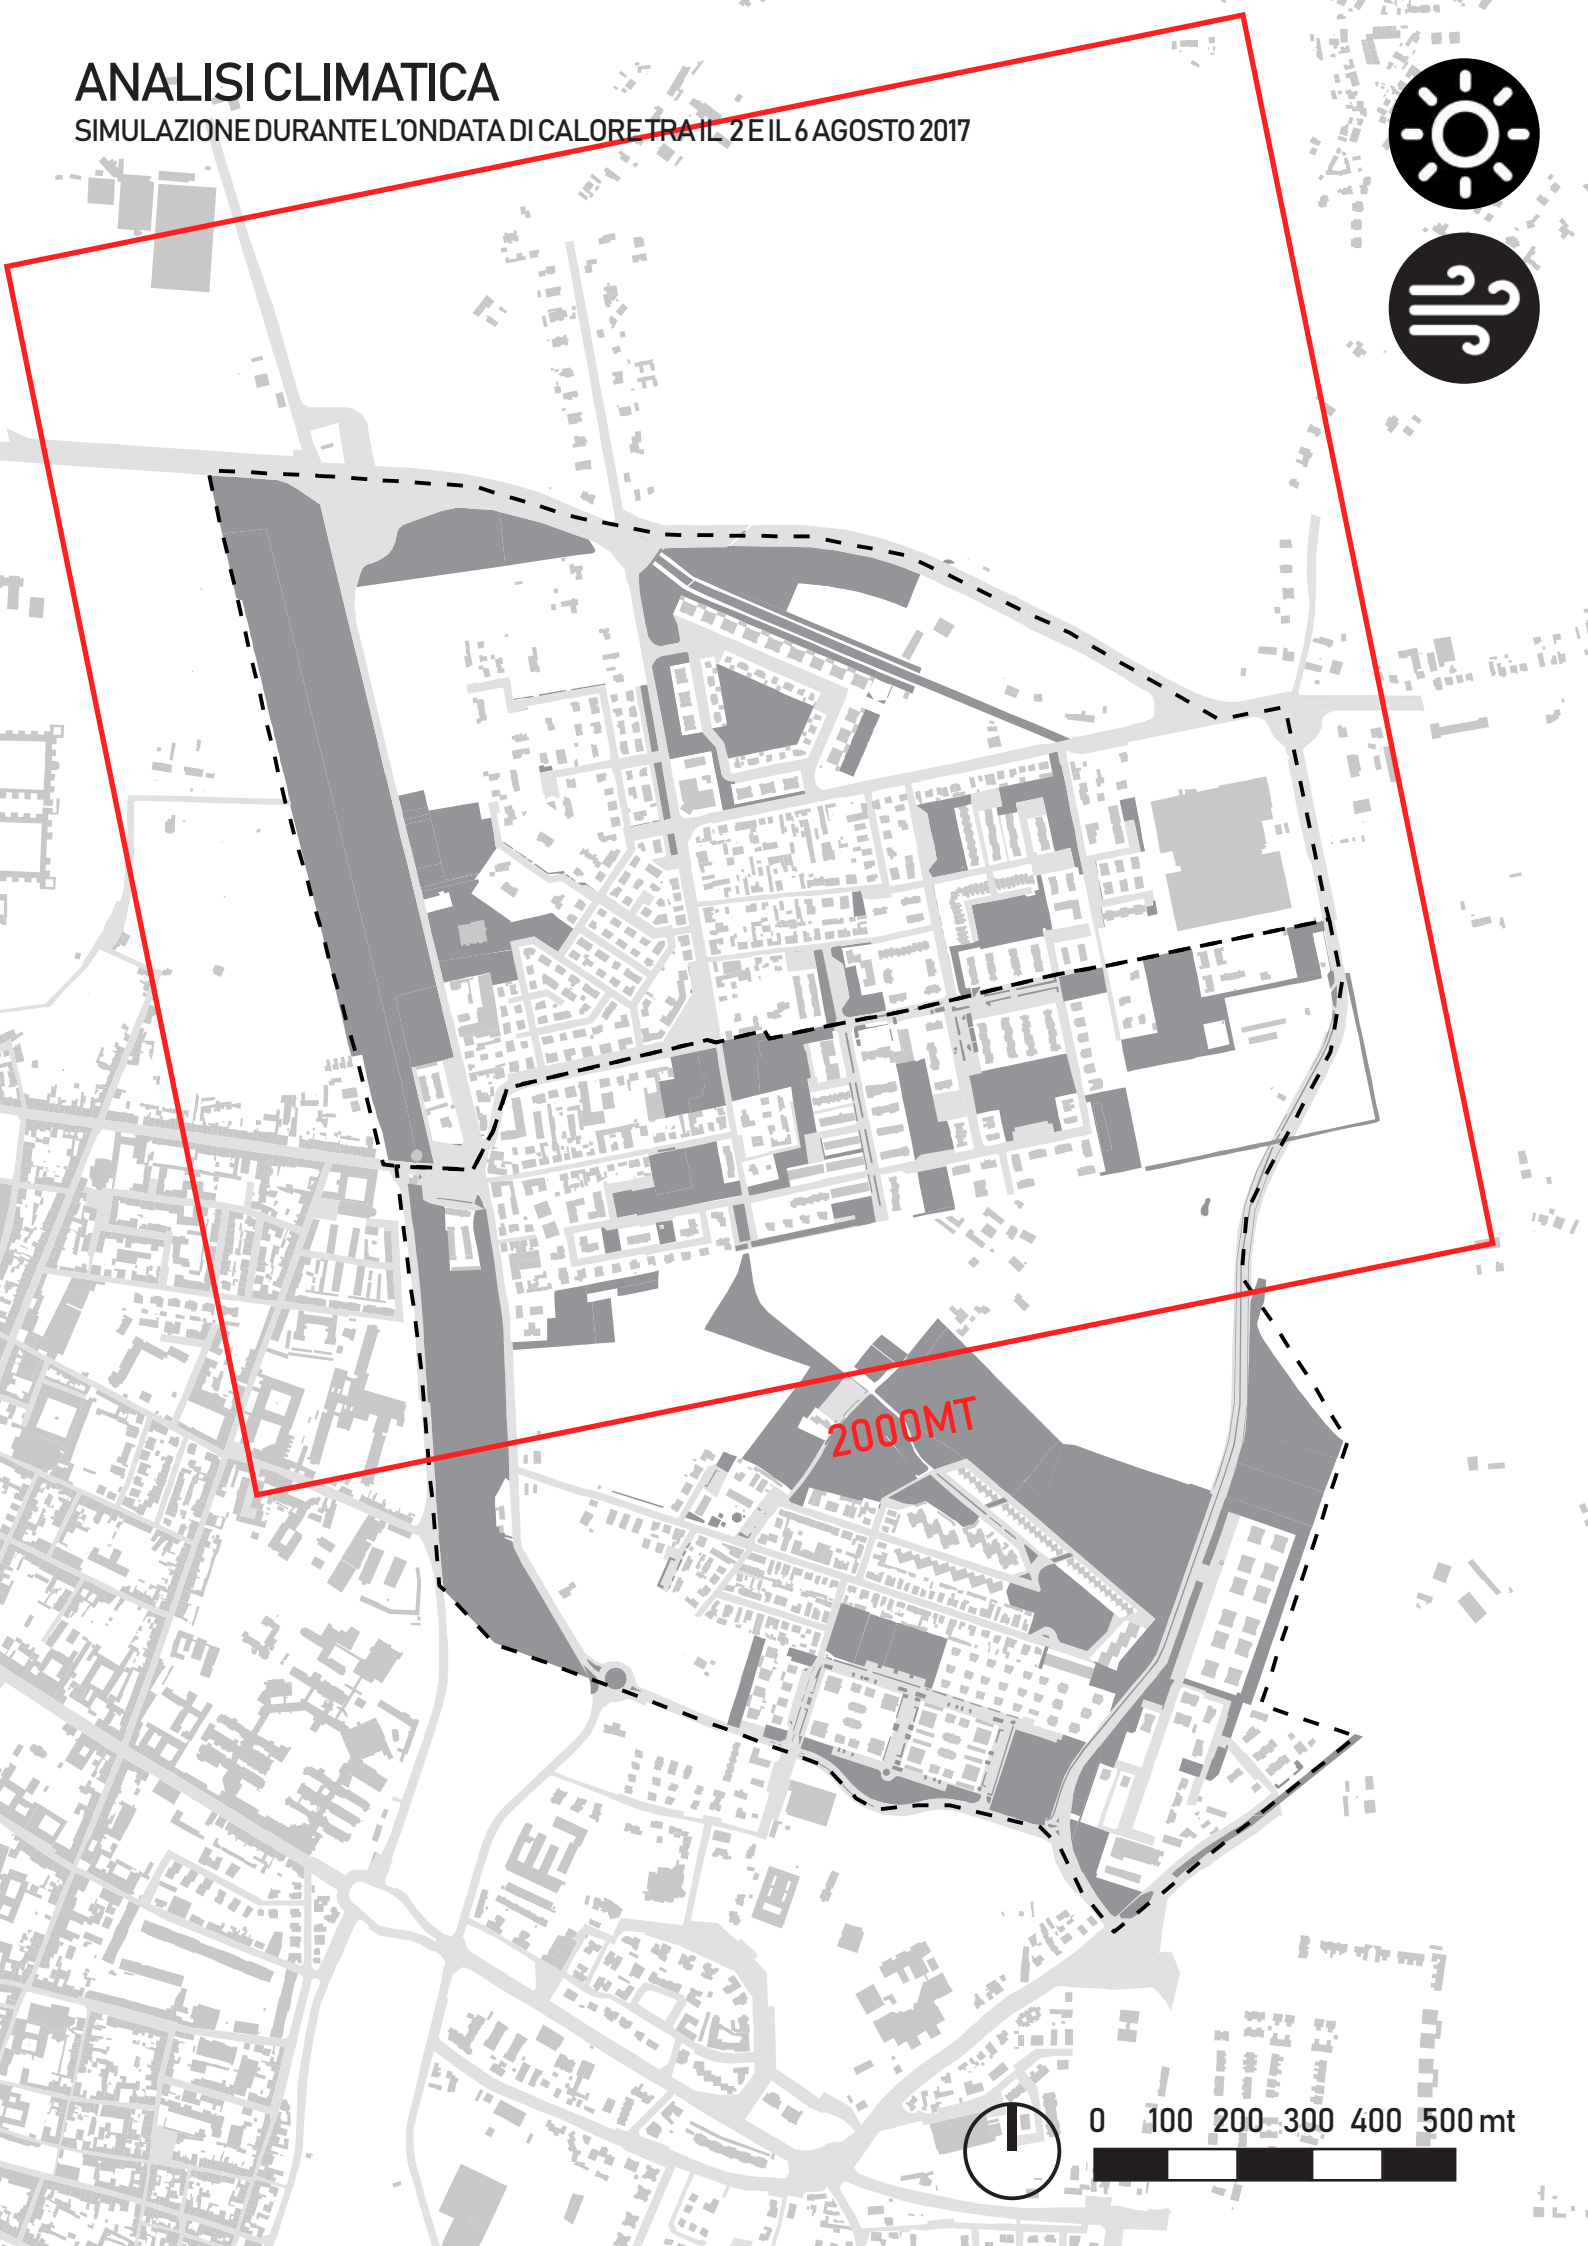 ANALISI CLIMATICA
SIMULAZIONE DURANTE L'ONDATA DI CALORE TRA IL 2 E IL 6 AGOSTO 2017
2000MT
0 100 200 300 400 500 mt